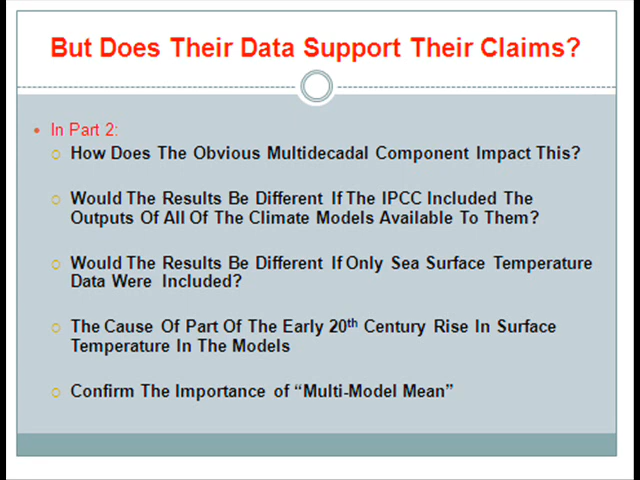 But Does Their Data Support Their Claims?
In Part 2:
How Does The Obvious Multidecadal Component Impact This?
Would The Results Be Different If The IPCC Included The
Outputs Of All Of The Climate Models Available To Them?
Would The Results Be Different If Only Sea Surface Temperature
Data Were Included?
The Cause Of Part Of The Early 20th Century Rise In Surface
Temperature In The Models
Confirm The Importance of “Multi-Model Mean”